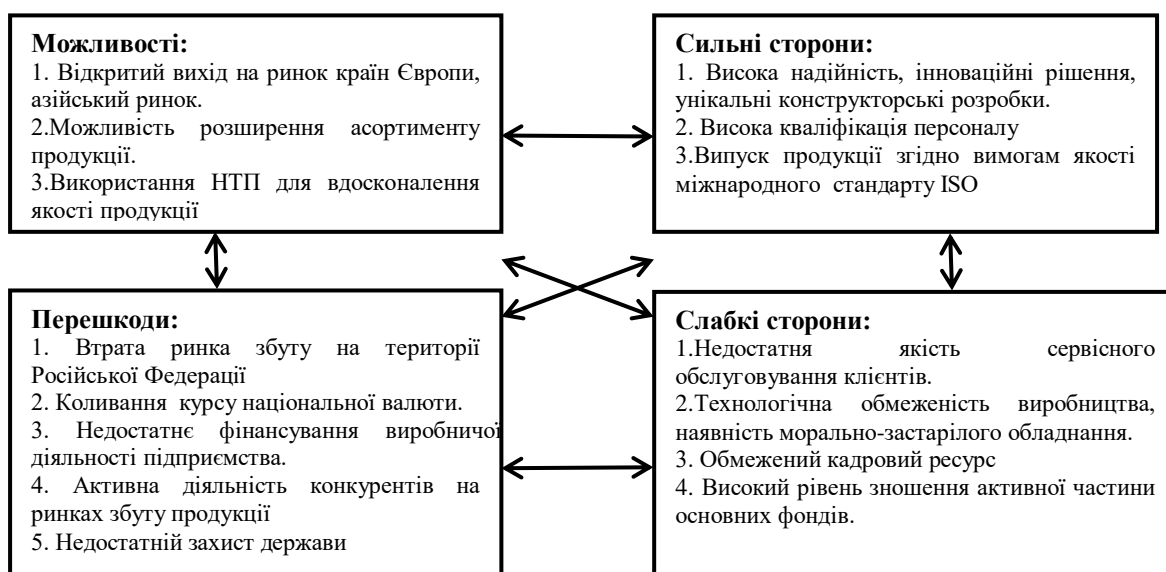 Можливості:
1. Відкритий вихід на ринок країн Європи,
азійський ринок.
2.Можливість розширення асортименту
продукції.
3.Використання НТП для вдосконалення
якості продукції
Сильні сторони:
1. Висока надійність, інноваційні рішення,
унікальні конструкторські розробки.
2. Висока кваліфікація персоналу
3.Випуск продукції згідно вимогам якості
міжнародного стандарту ISO
Перешкоди:
1. Втрата ринка збуту на території
Російської Федерації
2. Коливання курсу національної валюти.
3. Недостатнє фінансування виробничої
діяльності підприємства.
4. Активна діяльність конкурентів на
ринках збуту продукції
5. Недостатній захист держави
Слабкі сторони:
1.Недостатня якість сервісного
обслуговування клієнтів.
2.Технологічна обмеженість виробництва,
наявність морально-застарілого обладнання.
3. Обмежений кадровий ресурс
4. Високий рівень зношення активної частини
основних фондів.